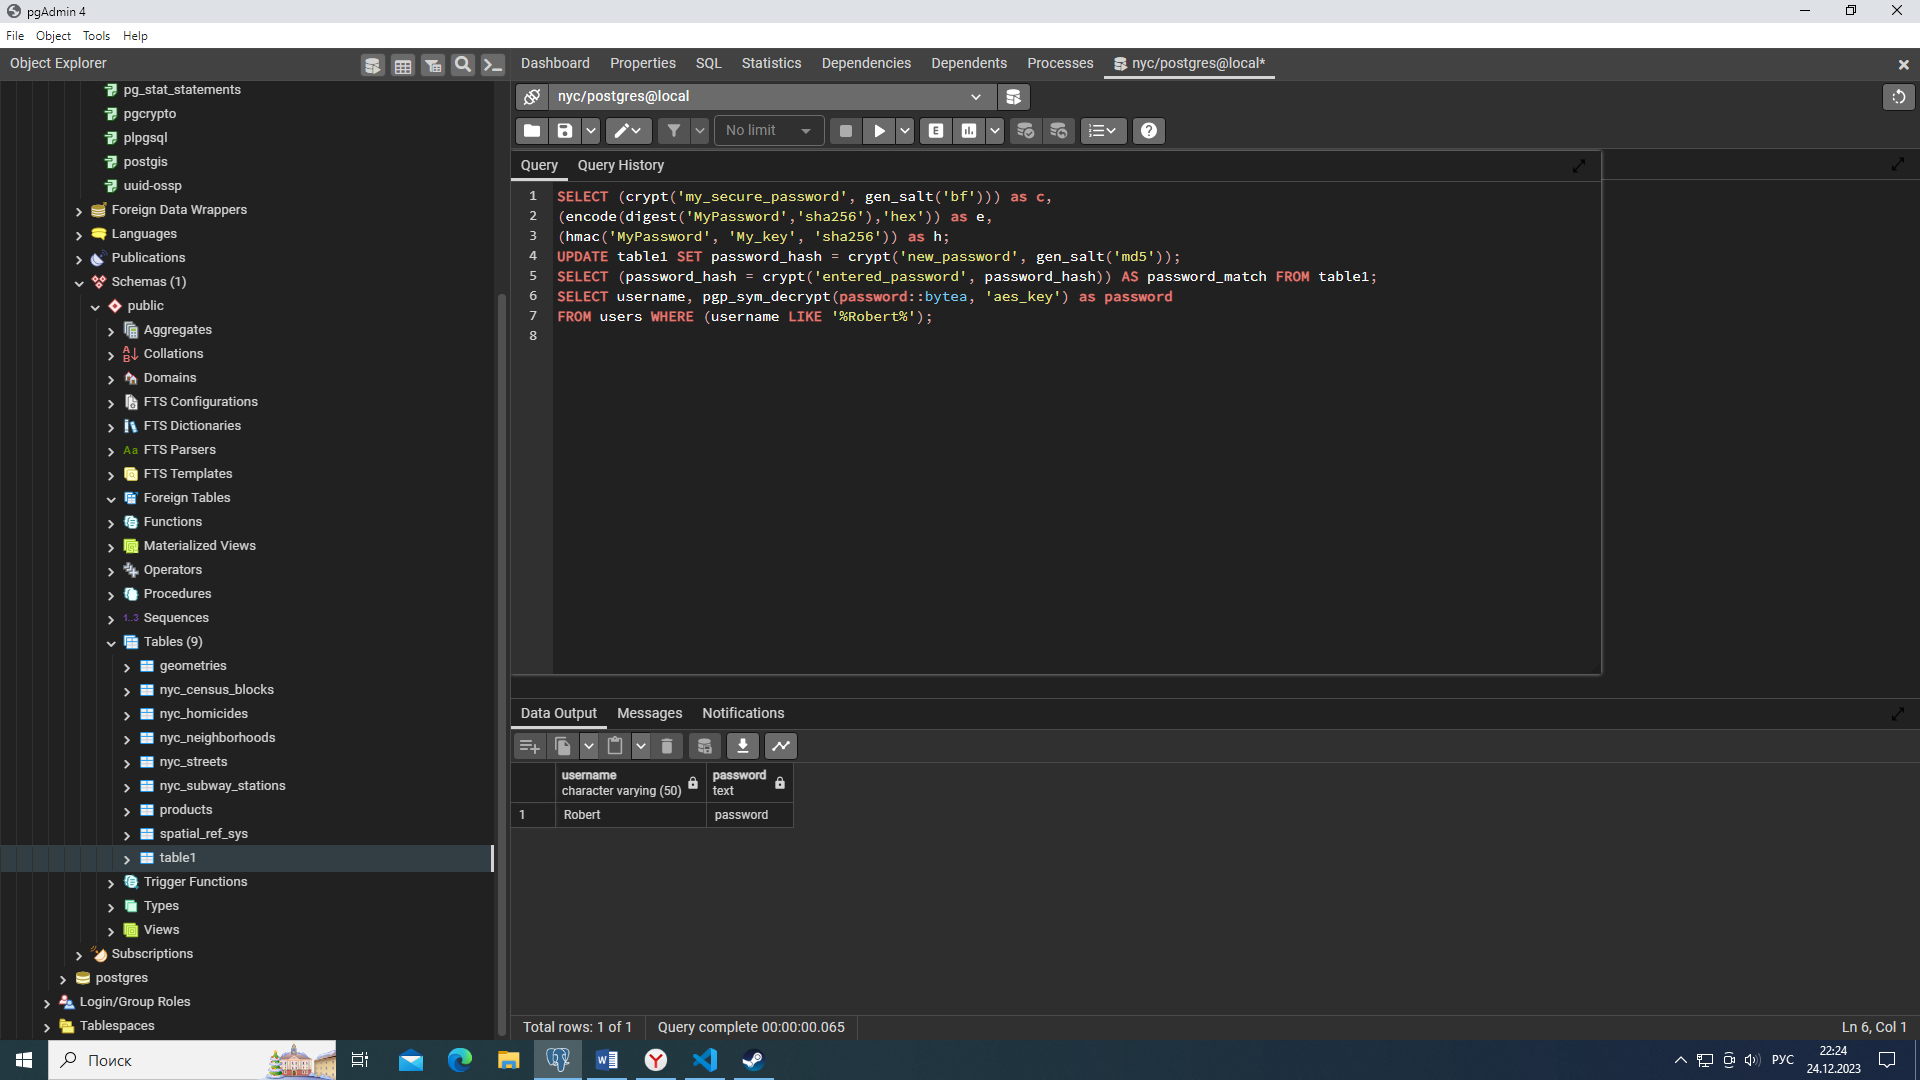 pgAdmin 4
File Object Tools Help
Object Explorer
Dashboard Properties SQL Statistics Dependencies Dependents Processes nyc/postgres@local*
pg_stat_statements
pgcrypto
plpgsql
postgis
uuid-ossp
Foreign Data Wrappers
Languages
Publications
Schemas (1)
public
Aggregates
Collations
Domains
FTS Configurations
FTS Dictionaries
Aa FTS Parsers
FTS Templates
Foreign Tables
Functions
Materialized Views
Operators
Procedures
1..3 Sequences
Tables (9)
geometries
nyc_census_blocks
nyc_homicides
nyc_neighborhoods
nyc_streets
nyc_subway_stations
products
spatial_ref_sys
table1
Trigger Functions
Types
Views
Subscriptions
postgres
Login/Group Roles
Tablespaces
nyc/postgres@local
No limit
E
Query Query History
1 SELECT (crypt('my_secure_password', gen_salt('bf'))) as c,
2 (encode(digest('MyPassword','sha256'),'hex')) as e,
3 (hmac('MyPassword', 'My_key', 'sha256')) as h;
4 UPDATE table1 SET password_hash = crypt('new_password', gen_salt('md5'));
5 SELECT (password_hash = crypt('entered_password', password_hash)) AS password_match FROM table1;
6 SELECT username, pgp_sym_decrypt(password::bytea, 'aes_key') as password
7 FROM users WHERE (username LIKE '%Robert%');
8
Data Output Messages Notifications
username password
character varying (50) text
1 Robert password
Total rows: 1 of 1 Query complete 00:00:00.065 Ln 6, Col 1
Поиск
РУС
22:24
24.12.2023